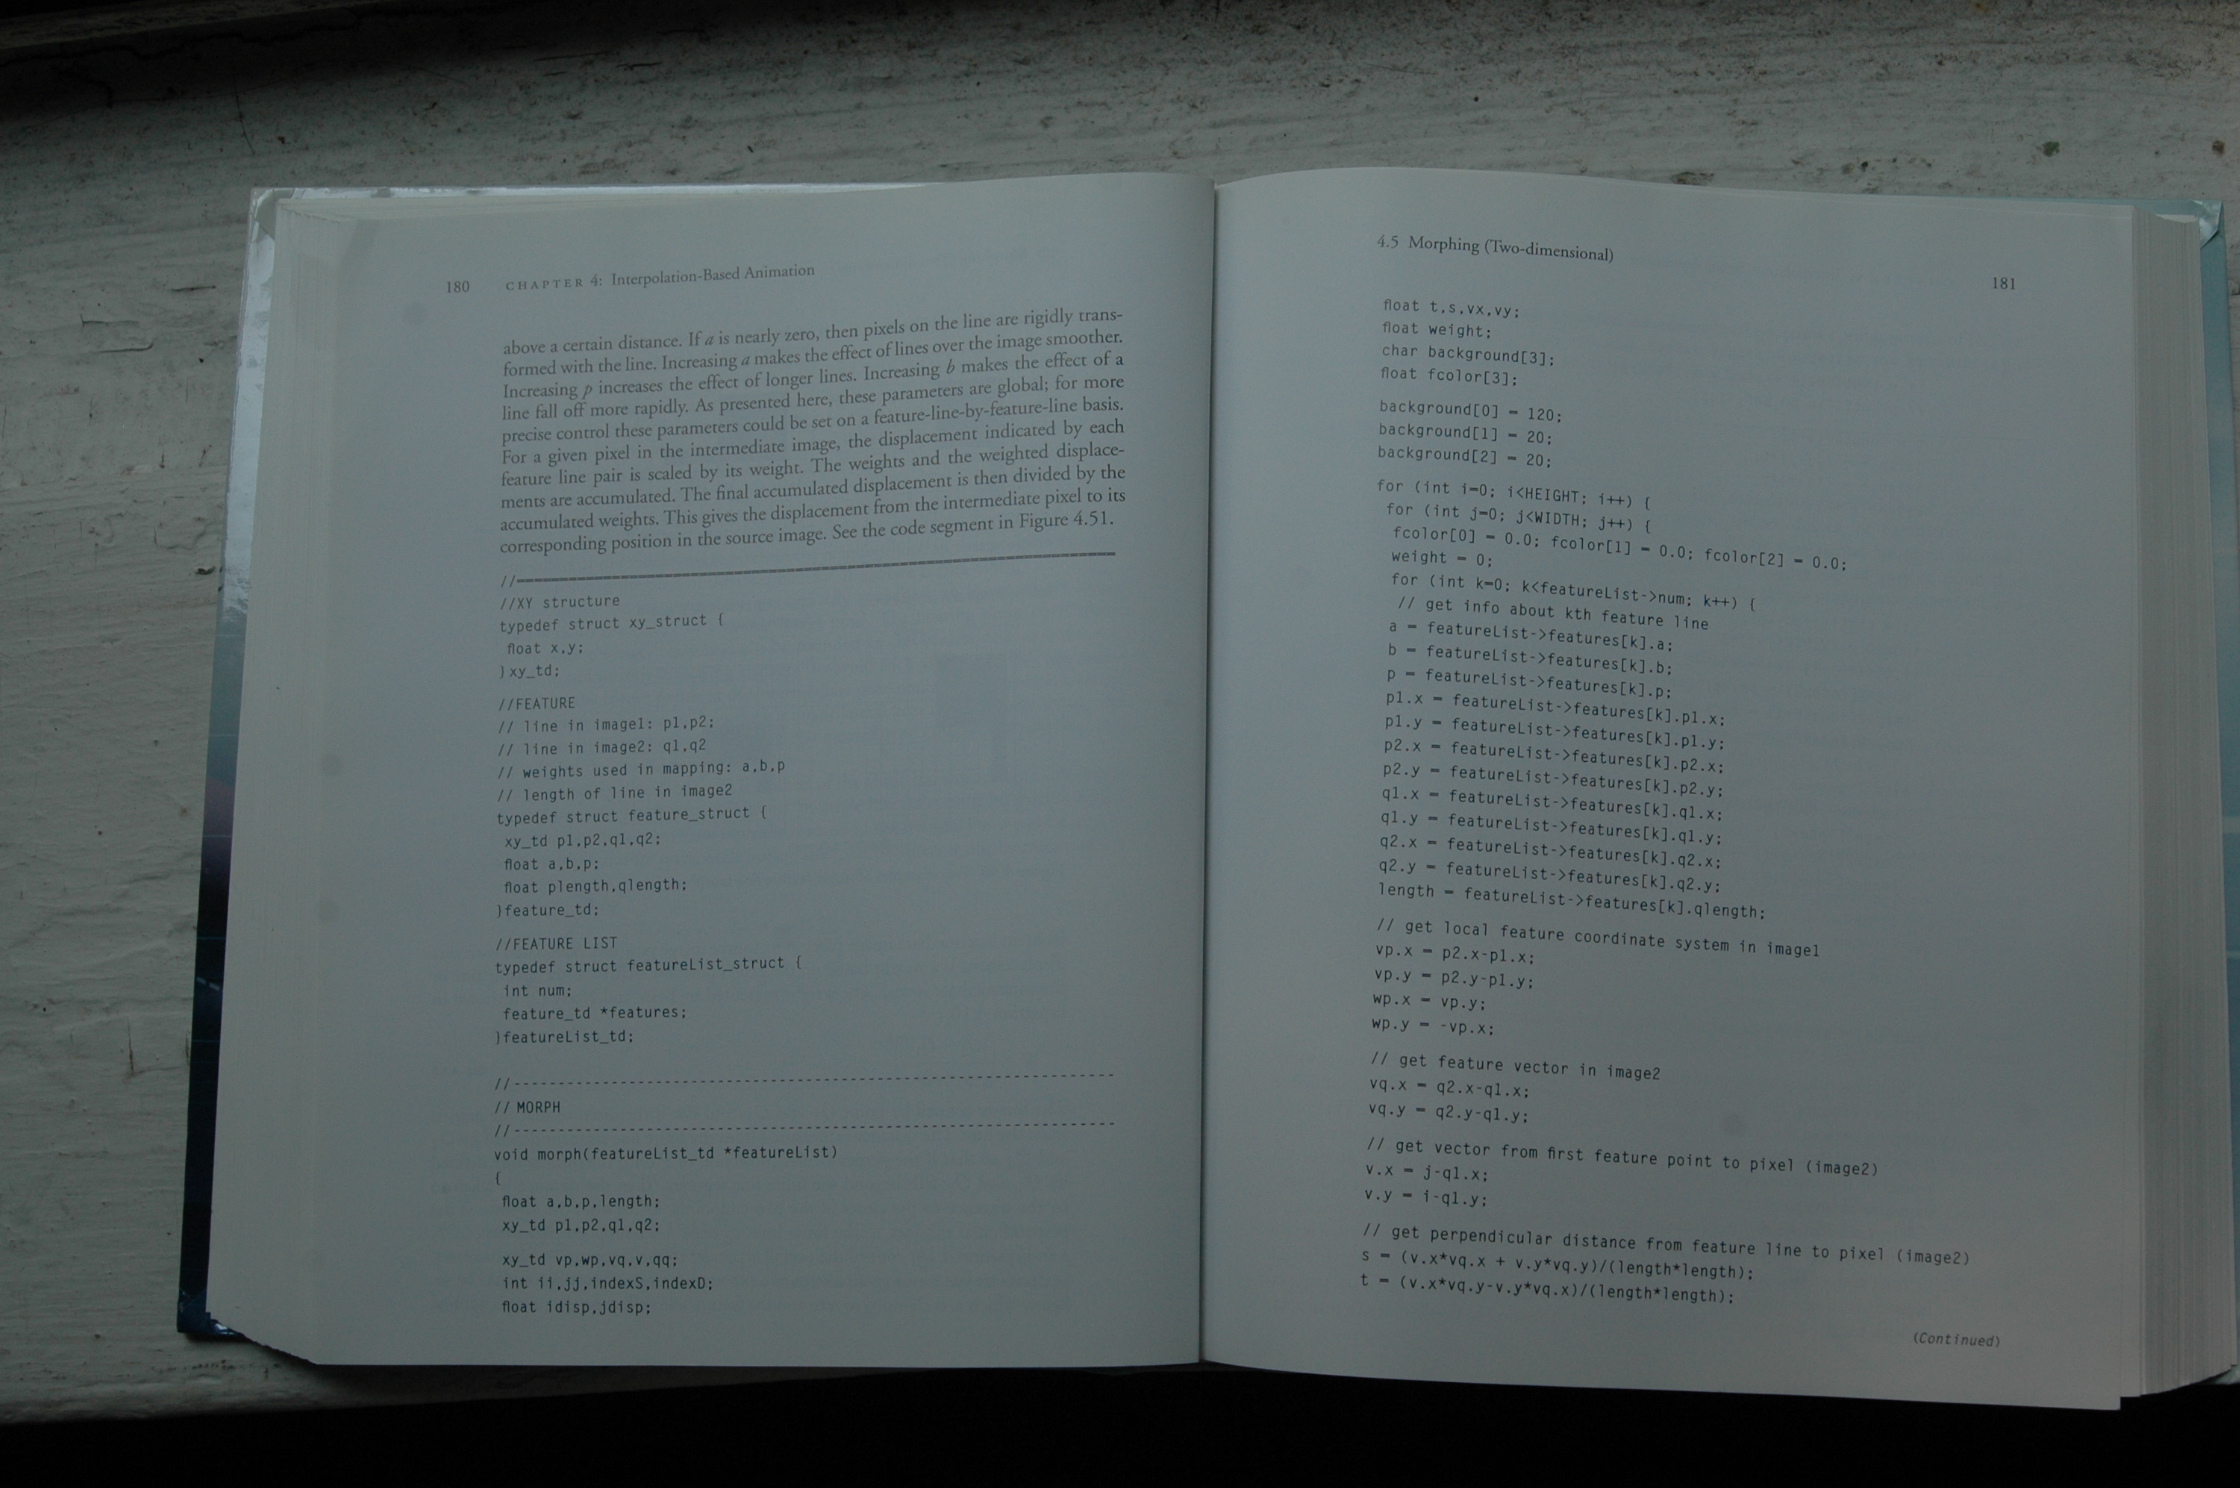 180 CHAPTER 4: Interpolation-Based Animation
above a certain distance. If a is nearly zero, then pixels on the line are rigidly trans-
formed with the line. Increasing a makes the effect of lines over the image smoother.
Increasing p increases the effect of longer lines. Increasing b makes the effect of a
line fall off more rapidly. As presented here, these parameters are global; for more
precise control these parameters could be set on a feature-line-by-feature-line basis.
For a given pixel in the intermediate image, the displacement indicated by each
feature line pair is scaled by its weight. The weights and the weighted displace-
ments are accumulated. The final accumulated displacement is then divided by the
accumulated weights. This gives the displacement from the intermediate pixel to its
corresponding position in the source image. See the code segment in Figure 4.51.
//==========================================================
//XY structure
typedef struct xy_struct {
float x,y;
}xy_td;
//FEATURE
// line in image1: p1,p2;
// line in image2: q1,q2
// weights used in mapping: a,b,p
// length of line in image2
typedef struct feature_struct {
xy_td p1,p2,q1,q2;
float a,b,p;
float plength,qlength;
}feature_td;
//FEATURE LIST
typedef struct featureList_struct {
int num;
feature_td *features;
}featureList_td;
//----------------------------------------------------------
// MORPH
//----------------------------------------------------------
void morph(featureList_td *featureList)
{
float a,b,p,length;
xy_td p1,p2,q1,q2;
xy_td vp,wp,vq,v,qq;
int ii,jj,indexS,indexD;
float idisp,jdisp;
4.5 Morphing (Two-dimensional)
181
float t,s,vx,vy;
float weight;
char background[3];
float fcolor[3];
background[0] = 120;
background[1] = 20;
background[2] = 20;
for (int i=0; i<HEIGHT; i++) {
for (int j=0; j<WIDTH; j++) {
fcolor[0] = 0.0; fcolor[1] = 0.0; fcolor[2] = 0.0;
weight = 0;
for (int k=0; k<featureList->num; k++) {
// get info about kth feature line
a = featureList->features[k].a;
b = featureList->features[k].b;
p = featureList->features[k].p;
p1.x = featureList->features[k].p1.x;
p1.y = featureList->features[k].p1.y;
p2.x = featureList->features[k].p2.x;
p2.y = featureList->features[k].p2.y;
q1.x = featureList->features[k].q1.x;
q1.y = featureList->features[k].q1.y;
q2.x = featureList->features[k].q2.x;
q2.y = featureList->features[k].q2.y;
length = featureList->features[k].qlength;
// get local feature coordinate system in image1
vp.x = p2.x-p1.x;
vp.y = p2.y-p1.y;
wp.x = vp.y;
wp.y = -vp.x;
// get feature vector in image2
vq.x = q2.x-q1.x;
vq.y = q2.y-q1.y;
// get vector from first feature point to pixel (image2)
v.x = j-q1.x;
v.y = i-q1.y;
// get perpendicular distance from feature line to pixel (image2)
s = (v.x*vq.x + v.y*vq.y)/(length*length);
t = (v.x*vq.y-v.y*vq.x)/(length*length);
(Continued)